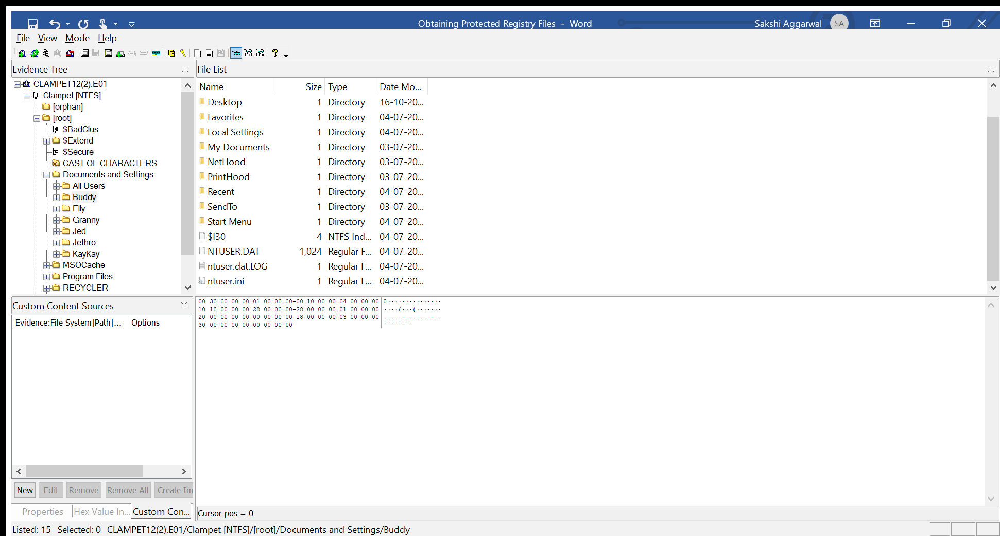 Obtaining Protected Registry Files - Word Sakshi Aggarwal SA
File View Mode Help
TEXT HEX ?
Evidence Tree
CLAMPET12(2).E01
Clampet [NTFS]
[orphan]
[root]
$BadClus
$Extend
$Secure
CAST OF CHARACTERS
Documents and Settings
All Users
Buddy
Elly
Granny
Jed
Jethro
KayKay
MSOCache
Program Files
RECYCLER
File List
Name Size Type Date Mo...
Desktop 1 Directory 16-10-20...
Favorites 1 Directory 04-07-20...
Local Settings 1 Directory 04-07-20...
My Documents 1 Directory 03-07-20...
NetHood 1 Directory 03-07-20...
PrintHood 1 Directory 03-07-20...
Recent 1 Directory 04-07-20...
SendTo 1 Directory 03-07-20...
Start Menu 1 Directory 04-07-20...
$I30 4 NTFS Ind... 04-07-20...
NTUSER.DAT 1,024 Regular F... 04-07-20...
ntuser.dat.LOG 1 Regular F... 04-07-20...
ntuser.ini 1 Regular F... 04-07-20...
Custom Content Sources
Evidence:File System|Path|... Options
New Edit Remove Remove All Create Im
Properties Hex Value In... Custom Con...
00 30 00 00 00 01 00 00 00-00 10 00 00 04 00 00 00 0···············
10 10 00 00 00 28 00 00 00-28 00 00 00 01 00 00 00 ····(···(·······
20 00 00 00 00 00 00 00 00-18 00 00 00 03 00 00 00 ················
30 00 00 00 00 00 00 00 00- ········
Cursor pos = 0
Listed: 15 Selected: 0 CLAMPET12(2).E01/Clampet [NTFS]/[root]/Documents and Settings/Buddy